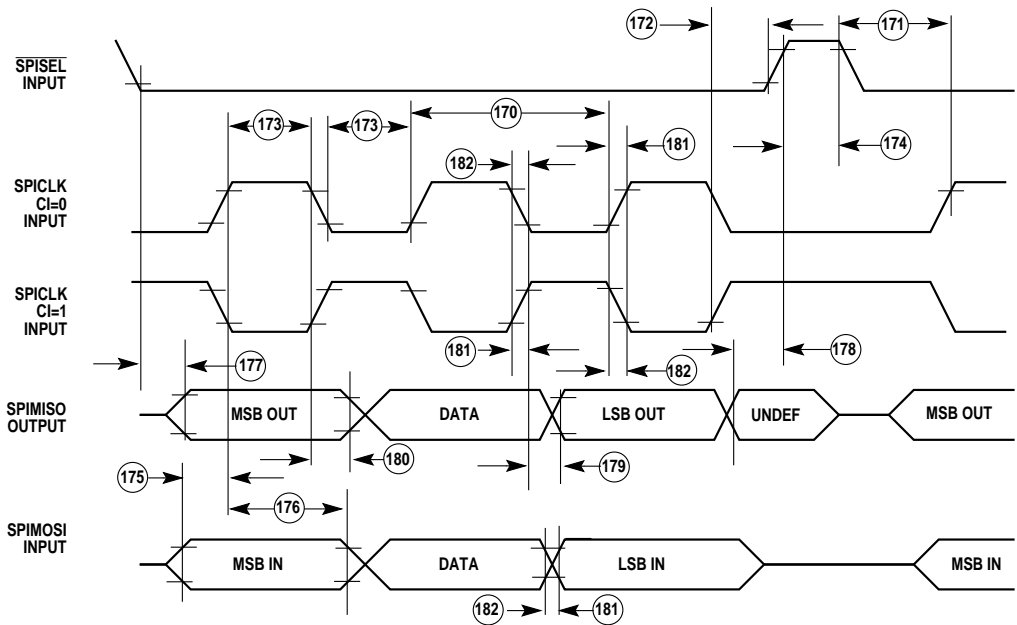 172
171
SPISEL
INPUT
173
173
170
174
182
181
SPICLK
CI=0
INPUT
SPICLK
CI=1
INPUT
181
178
177
182
SPIMISO
OUTPUT
MSB OUT
DATA
LSB OUT
UNDEF
MSB OUT
180
179
175
176
SPIMOSI
INPUT
MSB IN
DATA
LSB IN
MSB IN
182
181